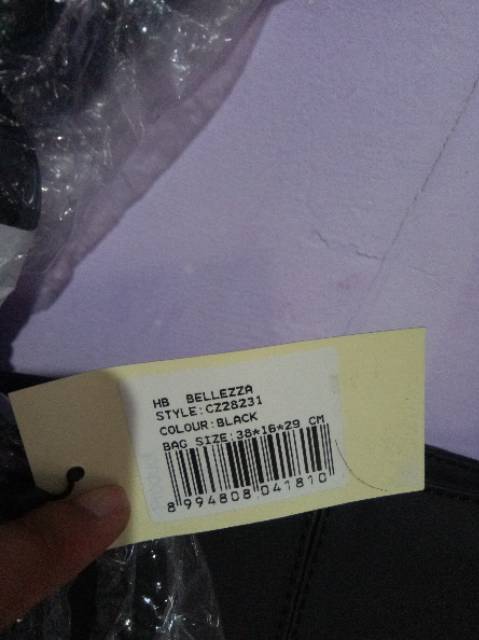 HB BELLEZZA
STYLE:CZ28231
COLOUR:BLACK
BAG SIZE:38*16*29 CM
8 994808 041810